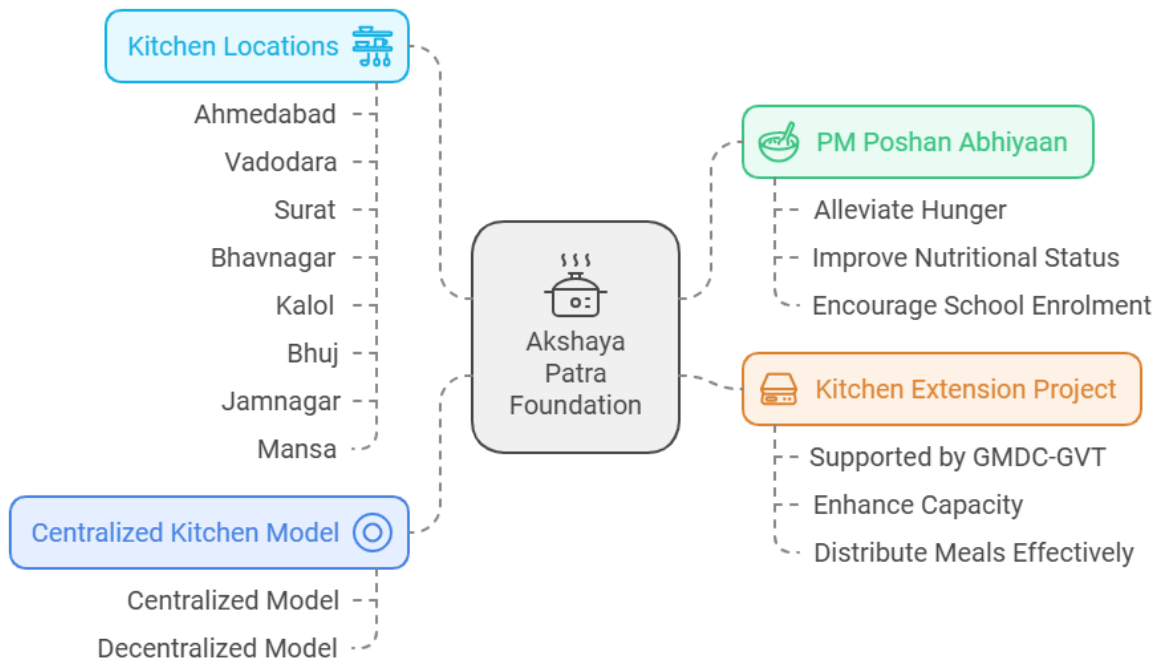 Kitchen Locations
Ahmedabad
Vadodara
Surat
Bhavnagar
Kalol
Bhuj
Jamnagar
Mansa
Centralized Kitchen Model
Centralized Model
Decentralized Model
Akshaya
Patra
Foundation
PM Poshan Abhiyaan
Alleviate Hunger
Improve Nutritional Status
Encourage School Enrolment
Kitchen Extension Project
Supported by GMDC-GVT
Enhance Capacity
Distribute Meals Effectively